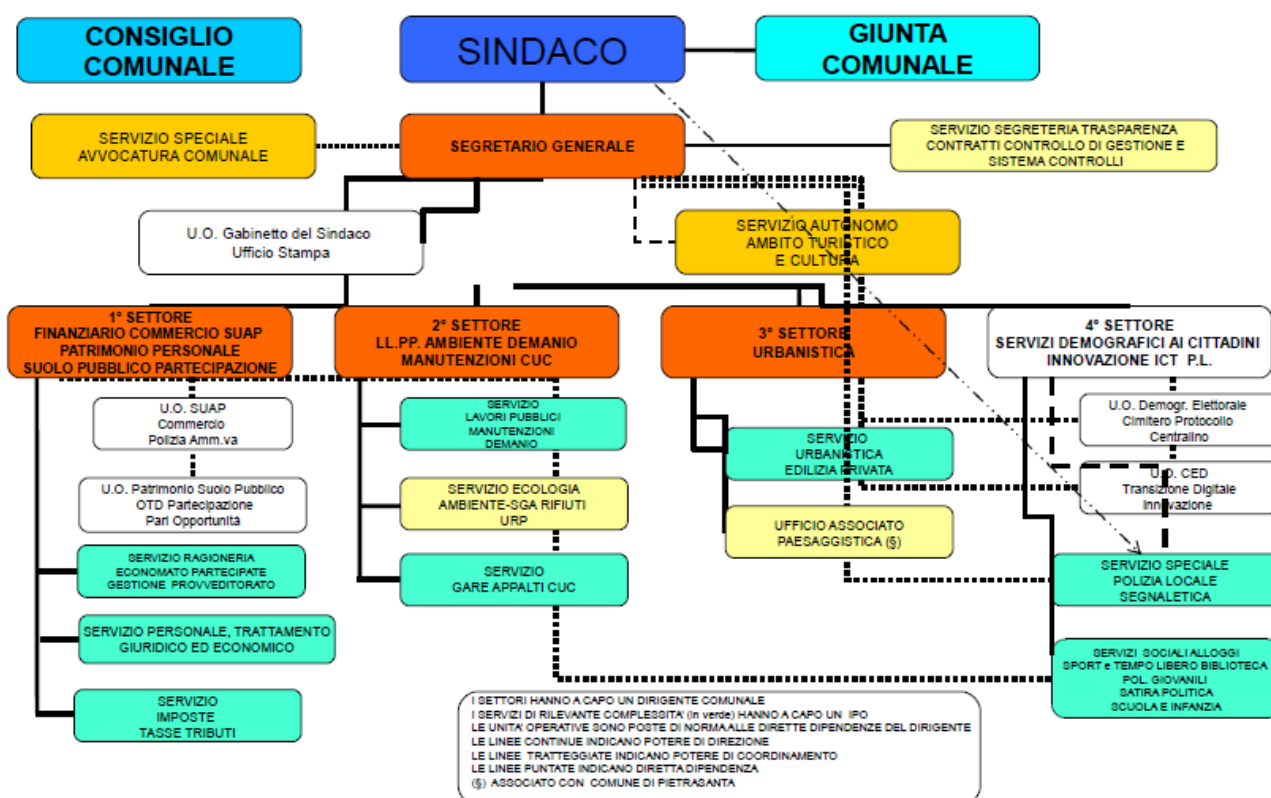 CONSIGLIO
COMUNALE
SINDACO
GIUNTA
COMUNALE
SERVIZIO SPECIALE
AVVOCATURA COMUNALE
SEGRETARIO GENERALE
SERVIZIO SEGRETERIA TRASPARENZA
CONTRATTI CONTROLLO DI GESTIONE E
SISTEMA CONTROLLI
U.O. Gabinetto del Sindaco
Ufficio Stampa
SERVIZIO AUTONOMO
AMBITO TURISTICO
E CULTURA
1° SETTORE
FINANZIARIO COMMERCIO SUAP
PATRIMONIO PERSONALE
SUOLO PUBBLICO PARTECIPAZIONE
2° SETTORE
LL.PP. AMBIENTE DEMANIO
MANUTENZIONI CUC
3° SETTORE
URBANISTICA
4° SETTORE
SERVIZI DEMOGRAFICI AI CITTADINI
INNOVAZIONE ICT P.L.
U.O. SUAP
Commercio
Polizia Amm.va
U.O. Patrimonio Suolo Pubblico
OTD Partecipazione
Pari Opportunità
SERVIZIO RAGIONERIA
ECONOMATO PARTECIPATE
GESTIONE PROVVEDITORATO
SERVIZIO PERSONALE, TRATTAMENTO
GIURIDICO ED ECONOMICO
SERVIZIO
IMPOSTE
TASSE TRIBUTI
SERVIZIO
LAVORI PUBBLICI
MANUTENZIONI
DEMANIO
SERVIZIO ECOLOGIA
AMBIENTE-SGA RIFIUTI
URP
SERVIZIO
GARE APPALTI CUC
SERVIZIO
URBANISTICA
EDILIZIA PRIVATA
UFFICIO ASSOCIATO
PAESAGGISTICA (§)
U.O. Demogr. Elettorale
Cimitero Protocollo
Centralino
U.O. CED
Transizione Digitale
Innovazione
SERVIZIO SPECIALE
POLIZIA LOCALE
SEGNALETICA
SERVIZI SOCIALI ALLOGGI
SPORT e TEMPO LIBERO BIBLIOTECA
POL. GIOVANILI
SATIRA POLITICA
SCUOLA E INFANZIA
I SETTORI HANNO A CAPO UN DIRIGENTE COMUNALE
I SERVIZI DI RILEVANTE COMPLESSITA' (in verde) HANNO A CAPO UN IPO
LE UNITA' OPERATIVE SONO POSTE DI NORMA ALLE DIRETTE DIPENDENZE DEL DIRIGENTE
LE LINEE CONTINUE INDICANO POTERE DI DIREZIONE
LE LINEE TRATTEGGIATE INDICANO POTERE DI COORDINAMENTO
LE LINEE PUNTATE INDICANO DIRETTA DIPENDENZA
(§) ASSOCIATO CON COMUNE DI PIETRASANTA